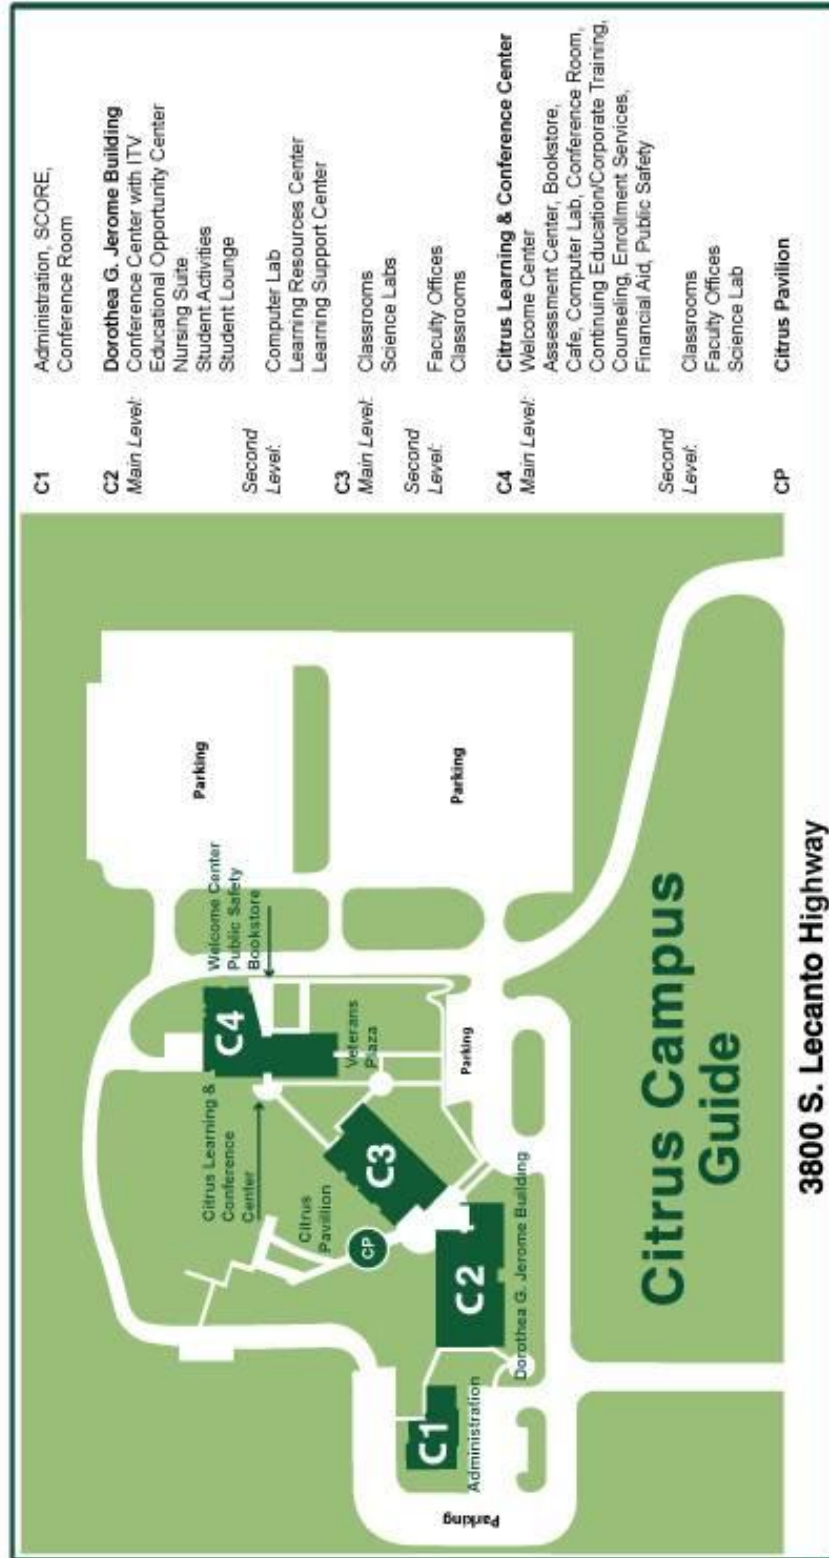 Parking
C1
Administration
C2
Dorothea G. Jerome Building
CP
Citrus
Pavillion
C3
Citrus Learning &
Conference
Center
C4
Veterans
Plaza
Welcome Center
Public Safety
Bookstore
Parking
Parking
Parking
Citrus Campus
Guide
3800 S. Lecanto Highway
C1
Administration, SCORE,
Conference Room
C2
Dorothea G. Jerome Building
Main Level:
Conference Center with ITV
Educational Opportunity Center
Nursing Suite
Student Activities
Student Lounge
Second
Level:
Computer Lab
Learning Resources Center
Learning Support Center
C3
Main Level:
Classrooms
Science Labs
Second
Level:
Faculty Offices
Classrooms
C4
Citrus Learning & Conference Center
Main Level:
Welcome Center
Assessment Center, Bookstore,
Cafe, Computer Lab, Conference Room,
Continuing Education/Corporate Training,
Counseling, Enrollment Services,
Financial Aid, Public Safety
Second
Level:
Classrooms
Faculty Offices
Science Lab
CP
Citrus Pavilion